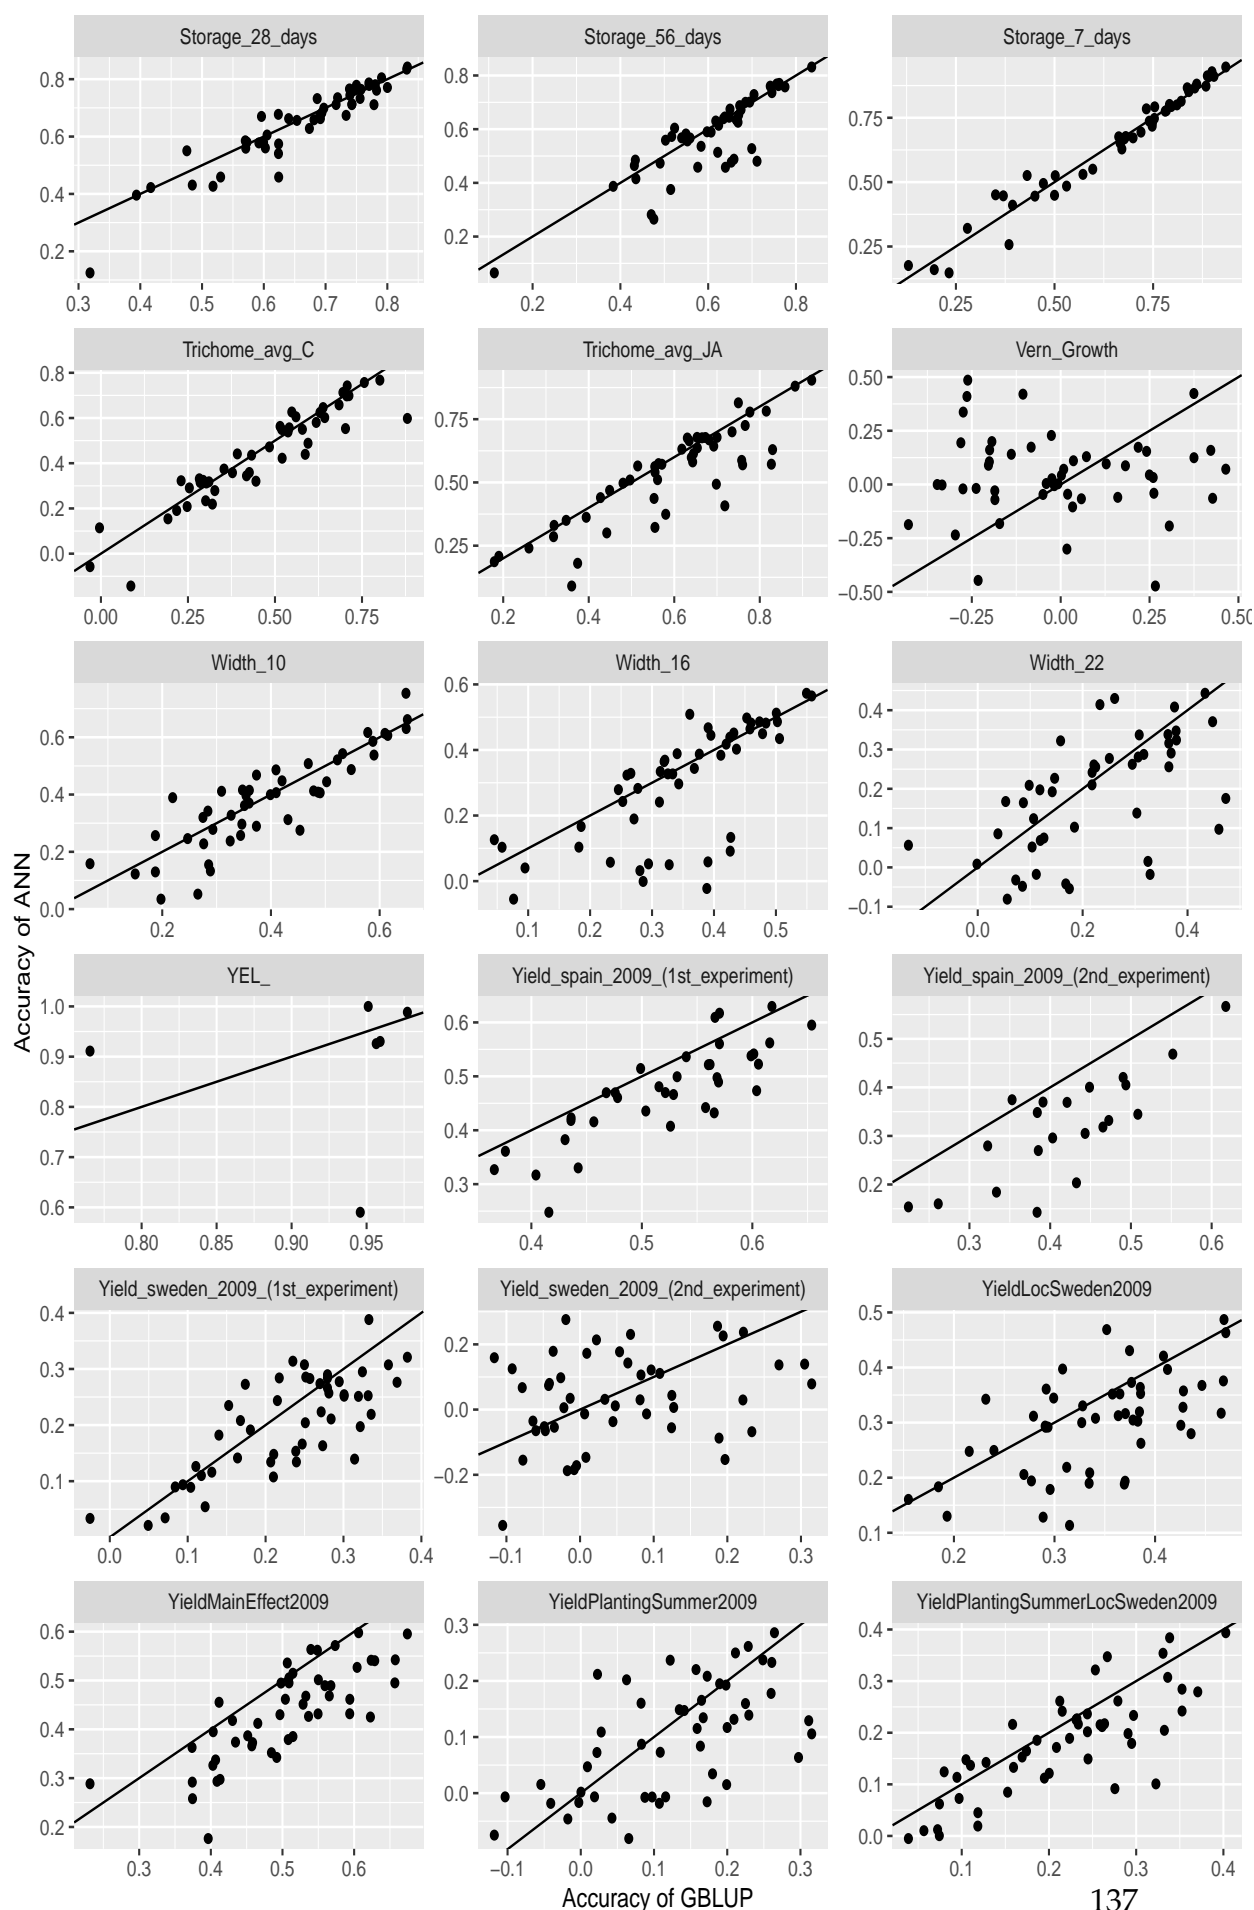 Storage_28_days Storage_56_days Storage_7_days
0.8 0.8
0.6 0.6 0.75
0.4 0.4 0.50
0.2 0.2 0.25
0.3 0.4 0.5 0.6 0.7 0.8 0.2 0.4 0.6 0.8 0.25 0.50 0.75
Trichome_avg_C Trichome_avg_JA Vern_Growth
0.8 0.50
0.6 0.75 0.25
0.4 0.50 0.00
0.2 0.25 −0.25
0.0 −0.50
0.00 0.25 0.50 0.75 0.2 0.4 0.6 0.8 −0.25 0.00 0.25 0.50
Width_10 Width_16 Width_22
0.6 0.6 0.4
0.4 0.4 0.3
0.2 0.2 0.2
0.0 0.0 0.1
0.0
−0.1
0.2 0.4 0.6 0.1 0.2 0.3 0.4 0.5 0.0 0.2 0.4
Accuracy of ANN
YEL_ Yield_spain_2009_(1st_experiment) Yield_spain_2009_(2nd_experiment)
1.0 0.6 0.5
0.9 0.5 0.4
0.8 0.4 0.3
0.7 0.3 0.2
0.6
0.80 0.85 0.90 0.95 0.4 0.5 0.6 0.3 0.4 0.5 0.6
Yield_sweden_2009_(1st_experiment) Yield_sweden_2009_(2nd_experiment) YieldLocSweden2009
0.4 0.2 0.5
0.3 0.0 0.4
0.2 −0.2 0.3
0.1 0.2
0.1
0.0 0.1 0.2 0.3 0.4 −0.1 0.0 0.1 0.2 0.3 0.2 0.3 0.4
YieldMainEffect2009 YieldPlantingSummer2009 YieldPlantingSummerLocSweden2009
0.6 0.3 0.4
0.5 0.2 0.3
0.4 0.1 0.2
0.3 0.0 0.1
0.2 0.0
0.3 0.4 0.5 0.6 −0.1 0.0 0.1 0.2 0.3 0.1 0.2 0.3 0.4
Accuracy of GBLUP
137